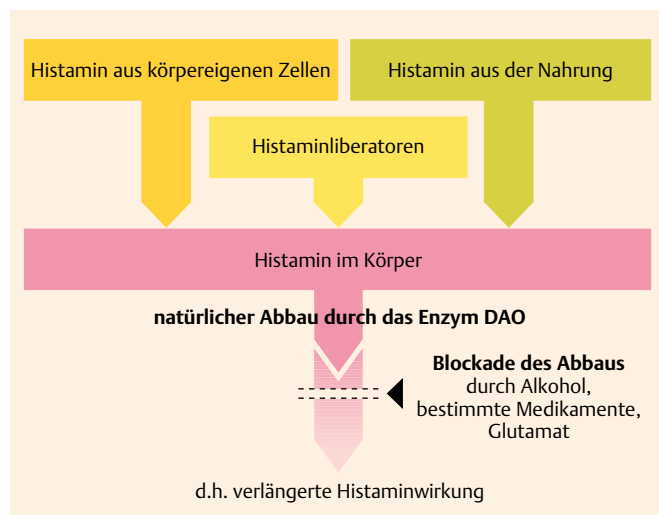 Histamin aus körpereigenen Zellen
Histamin aus der Nahrung
Histaminliberatoren
Histamin im Körper
natürlicher Abbau durch das Enzym DAO
Blockade des Abbaus
durch Alkohol,
bestimmte Medikamente,
Glutamat
d.h. verlängerte Histaminwirkung